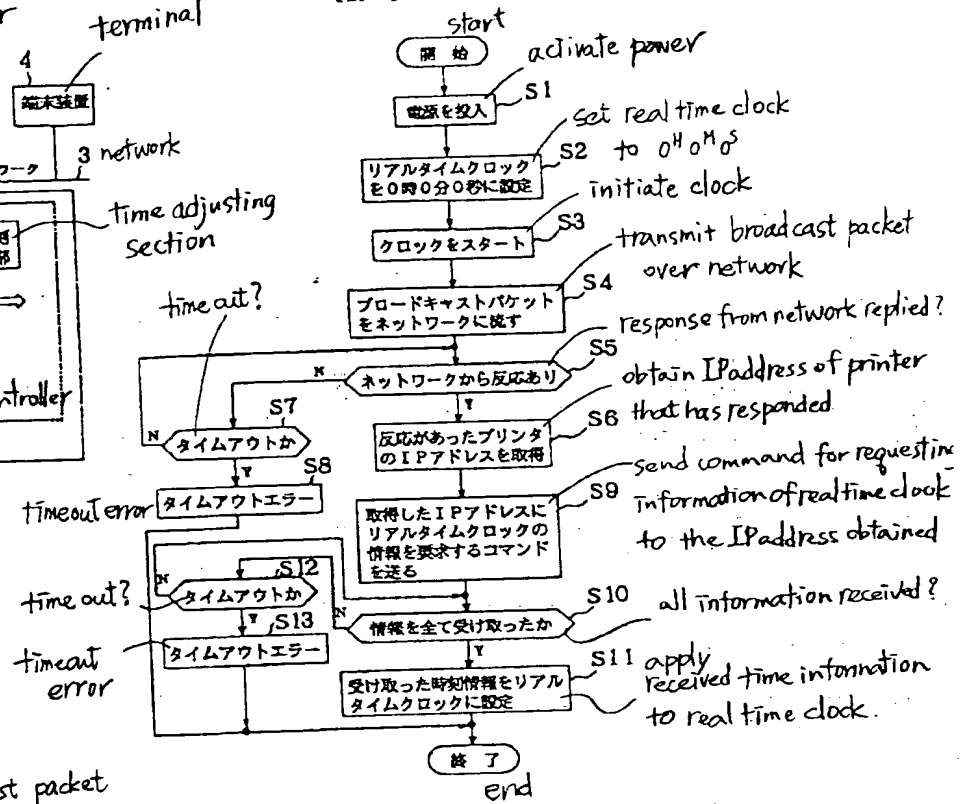 terminal
4
端末装置
ワーク
3 network
time adjusting
section
ntroller
start
開始
activate power
電源を投入
S1
set real time clock
to 0H 0M 0S
リアルタイムクロック
を0時0分0秒に設定
S2
initiate clock
クロックをスタート
S3
transmit broadcast packet
over network
ブロードキャストパケット
をネットワークに流す
S4
time out?
response from network replied?
ネットワークから反応あり
S5
N
Y
obtain IP address of printer
that has responded
反応があったプリンタ
のIPアドレスを取得
S6
S7
N
タイムアウトか
Y
S8
timeout error
タイムアウトエラー
send command for requesting
information of real time clock
to the IP address obtained
S9
取得したIPアドレスに
リアルタイムクロックの
情報を要求するコマンド
を送る
S12
N
time out?
タイムアウトか
Y
S13
タイムアウトエラー
timeout
error
S10
all information received?
N
情報を全て受け取ったか
Y
S11
apply
received time information
to real time clock.
受け取った時刻情報をリアル
タイムクロックに設定
終了
end
st packet